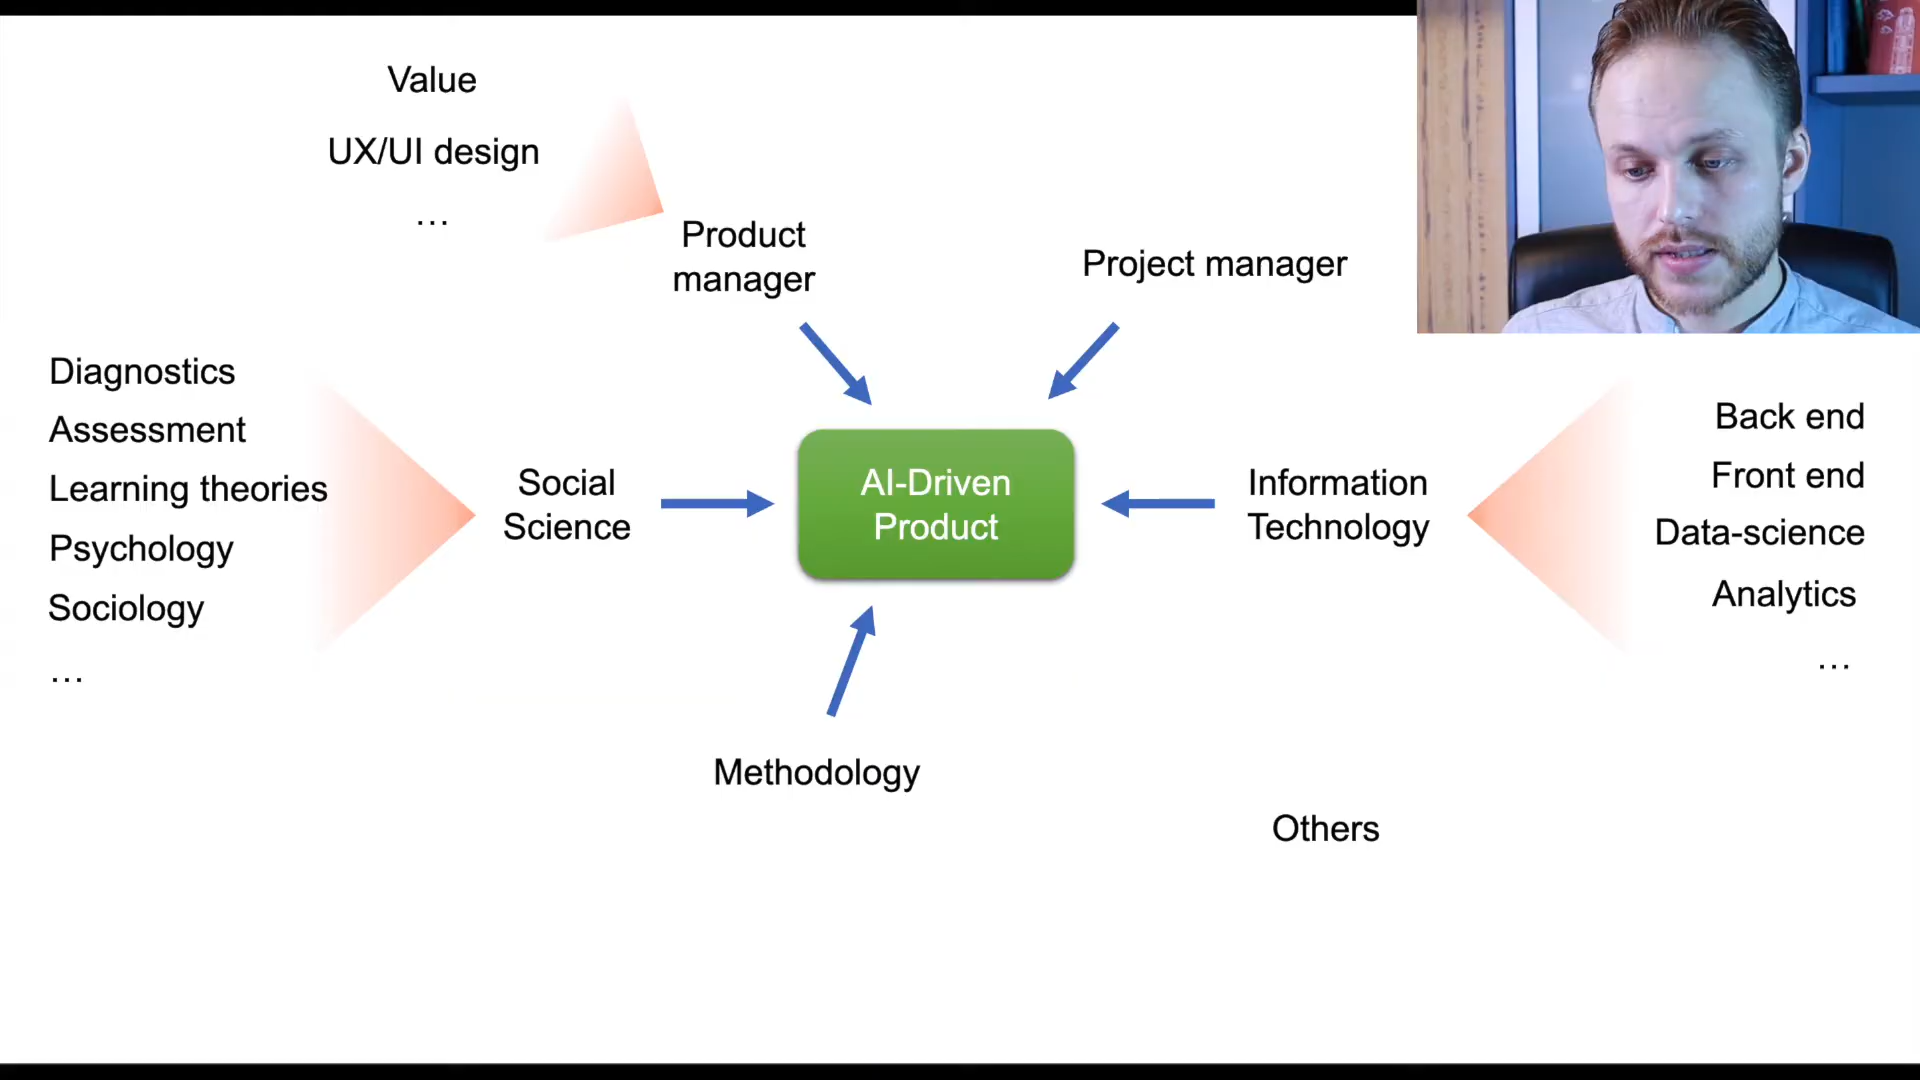 Value
UX/UI design
…
Product
manager
Project manager
Diagnostics
Assessment
Learning theories
Psychology
Sociology
…
Social
Science
AI-Driven
Product
Information
Technology
Back end
Front end
Data-science
Analytics
…
Methodology
Others